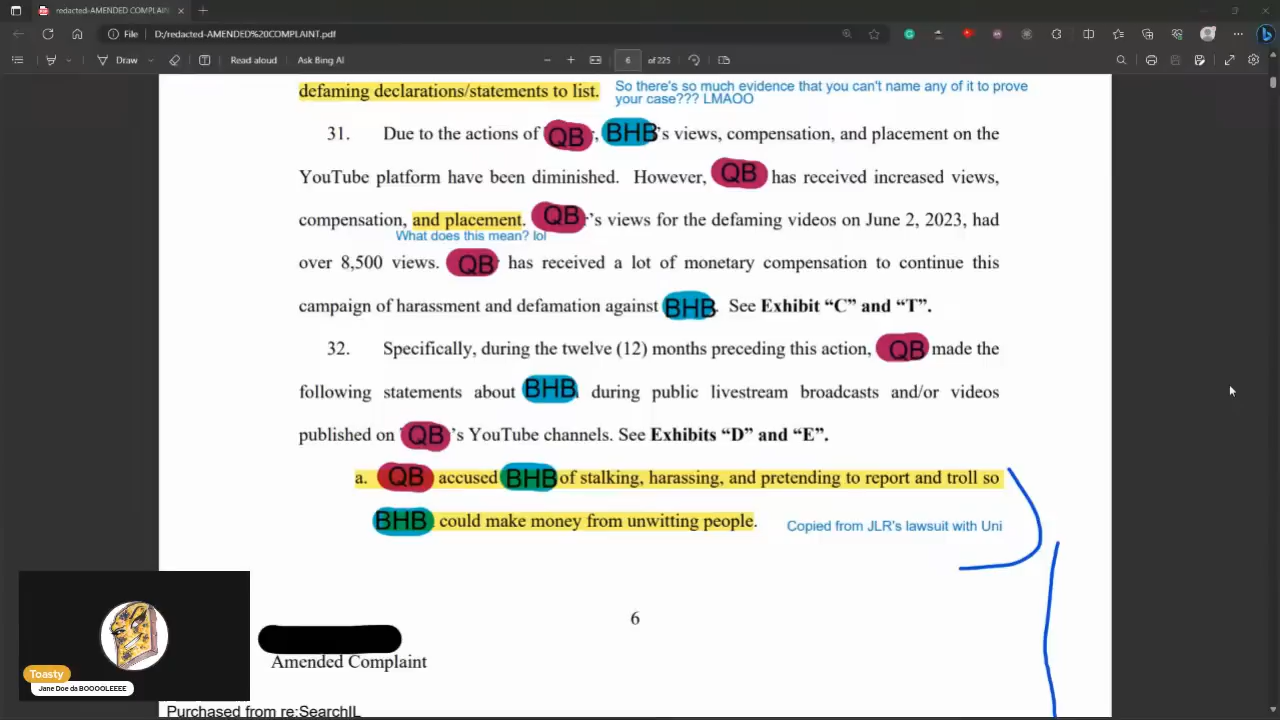 redacted-AMENDED COMPLAIN
File D:/redacted-AMENDED%20COMPLAINT.pdf
Draw Read aloud Ask Bing AI 6 of 225
defaming declarations/statements to list. So there's so much evidence that you can't name any of it to prove
your case??? LMAOO
31. Due to the actions of QB, BHB's views, compensation, and placement on the
YouTube platform have been diminished. However, QB has received increased views,
compensation, and placement. QB's views for the defaming videos on June 2, 2023, had
What does this mean? lol
over 8,500 views. QB has received a lot of monetary compensation to continue this
campaign of harassment and defamation against BHB. See Exhibit “C” and “T”.
32. Specifically, during the twelve (12) months preceding this action, QB made the
following statements about BHB during public livestream broadcasts and/or videos
published on QB's YouTube channels. See Exhibits “D” and “E”.
a. QB accused BHB of stalking, harassing, and pretending to report and troll so
BHB could make money from unwitting people.
Copied from JLR's lawsuit with Uni
6
Amended Complaint
Toasty
Jane Doe da BOOOOLEEEE
Purchased from re:SearchIL